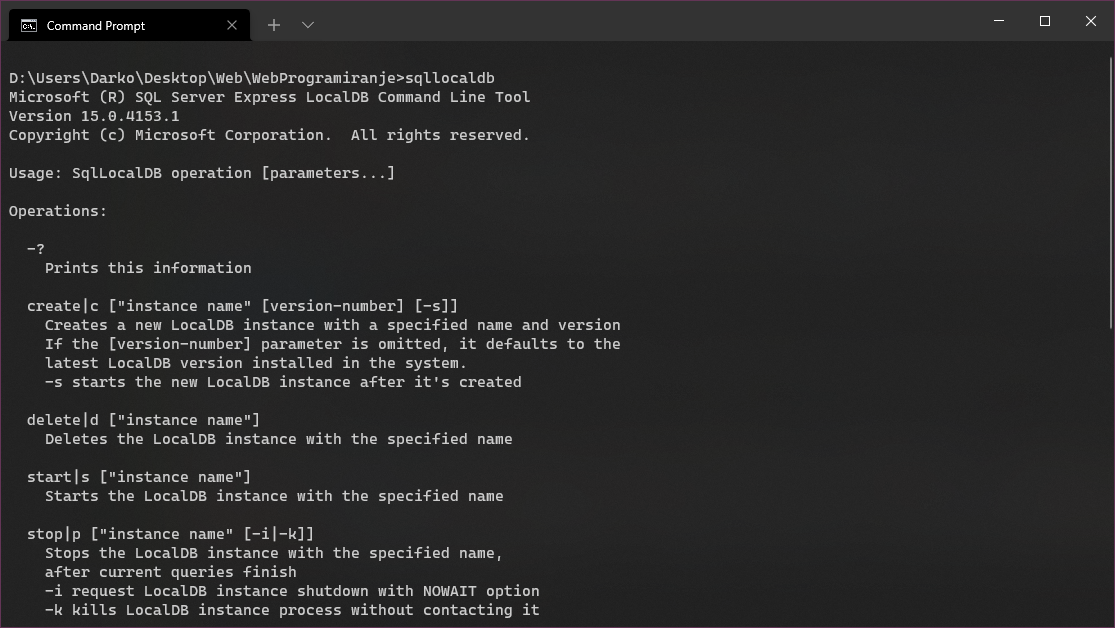 Command Prompt
D:\Users\Darko\Desktop\Web\WebProgramiranje>sqllocaldb
Microsoft (R) SQL Server Express LocalDB Command Line Tool
Version 15.0.4153.1
Copyright (c) Microsoft Corporation.  All rights reserved.
Usage: SqlLocalDB operation [parameters...]
Operations:
-?
Prints this information
create|c ["instance name" [version-number] [-s]]
Creates a new LocalDB instance with a specified name and version
If the [version-number] parameter is omitted, it defaults to the
latest LocalDB version installed in the system.
-s starts the new LocalDB instance after it's created
delete|d ["instance name"]
Deletes the LocalDB instance with the specified name
start|s ["instance name"]
Starts the LocalDB instance with the specified name
stop|p ["instance name" [-i|-k]]
Stops the LocalDB instance with the specified name,
after current queries finish
-i request LocalDB instance shutdown with NOWAIT option
-k kills LocalDB instance process without contacting it